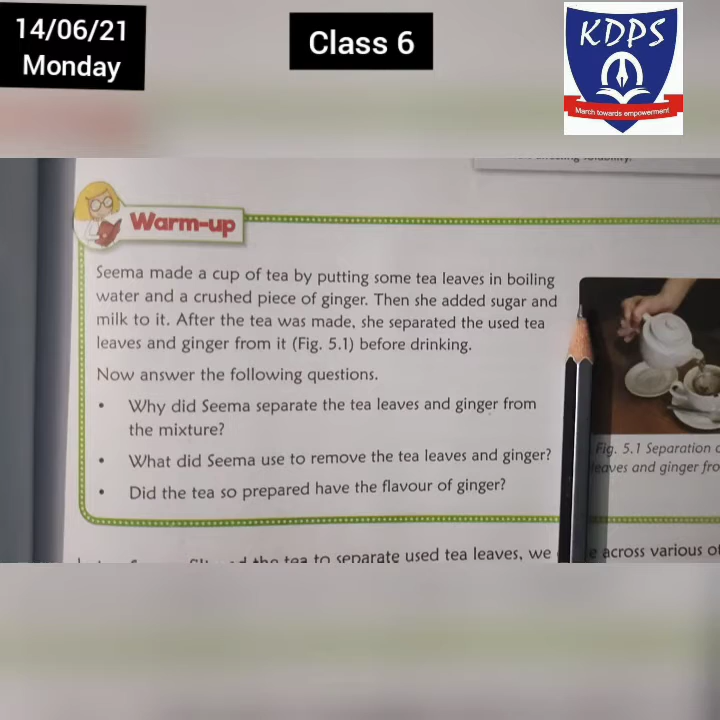 14/06/21
Monday
Class 6
KDPS
March towards empowerment
solubility.
Warm-up
Seema made a cup of tea by putting some tea leaves in boiling
water and a crushed piece of ginger. Then she added sugar and
milk to it. After the tea was made, she separated the used tea
leaves and ginger from it (Fig. 5.1) before drinking.
Now answer the following questions.
• Why did Seema separate the tea leaves and ginger from
the mixture?
• What did Seema use to remove the tea leaves and ginger?
• Did the tea so prepared have the flavour of ginger?
Fig. 5.1 Separation
leaves and ginger fro
the tea to separate used tea leaves, we
across various